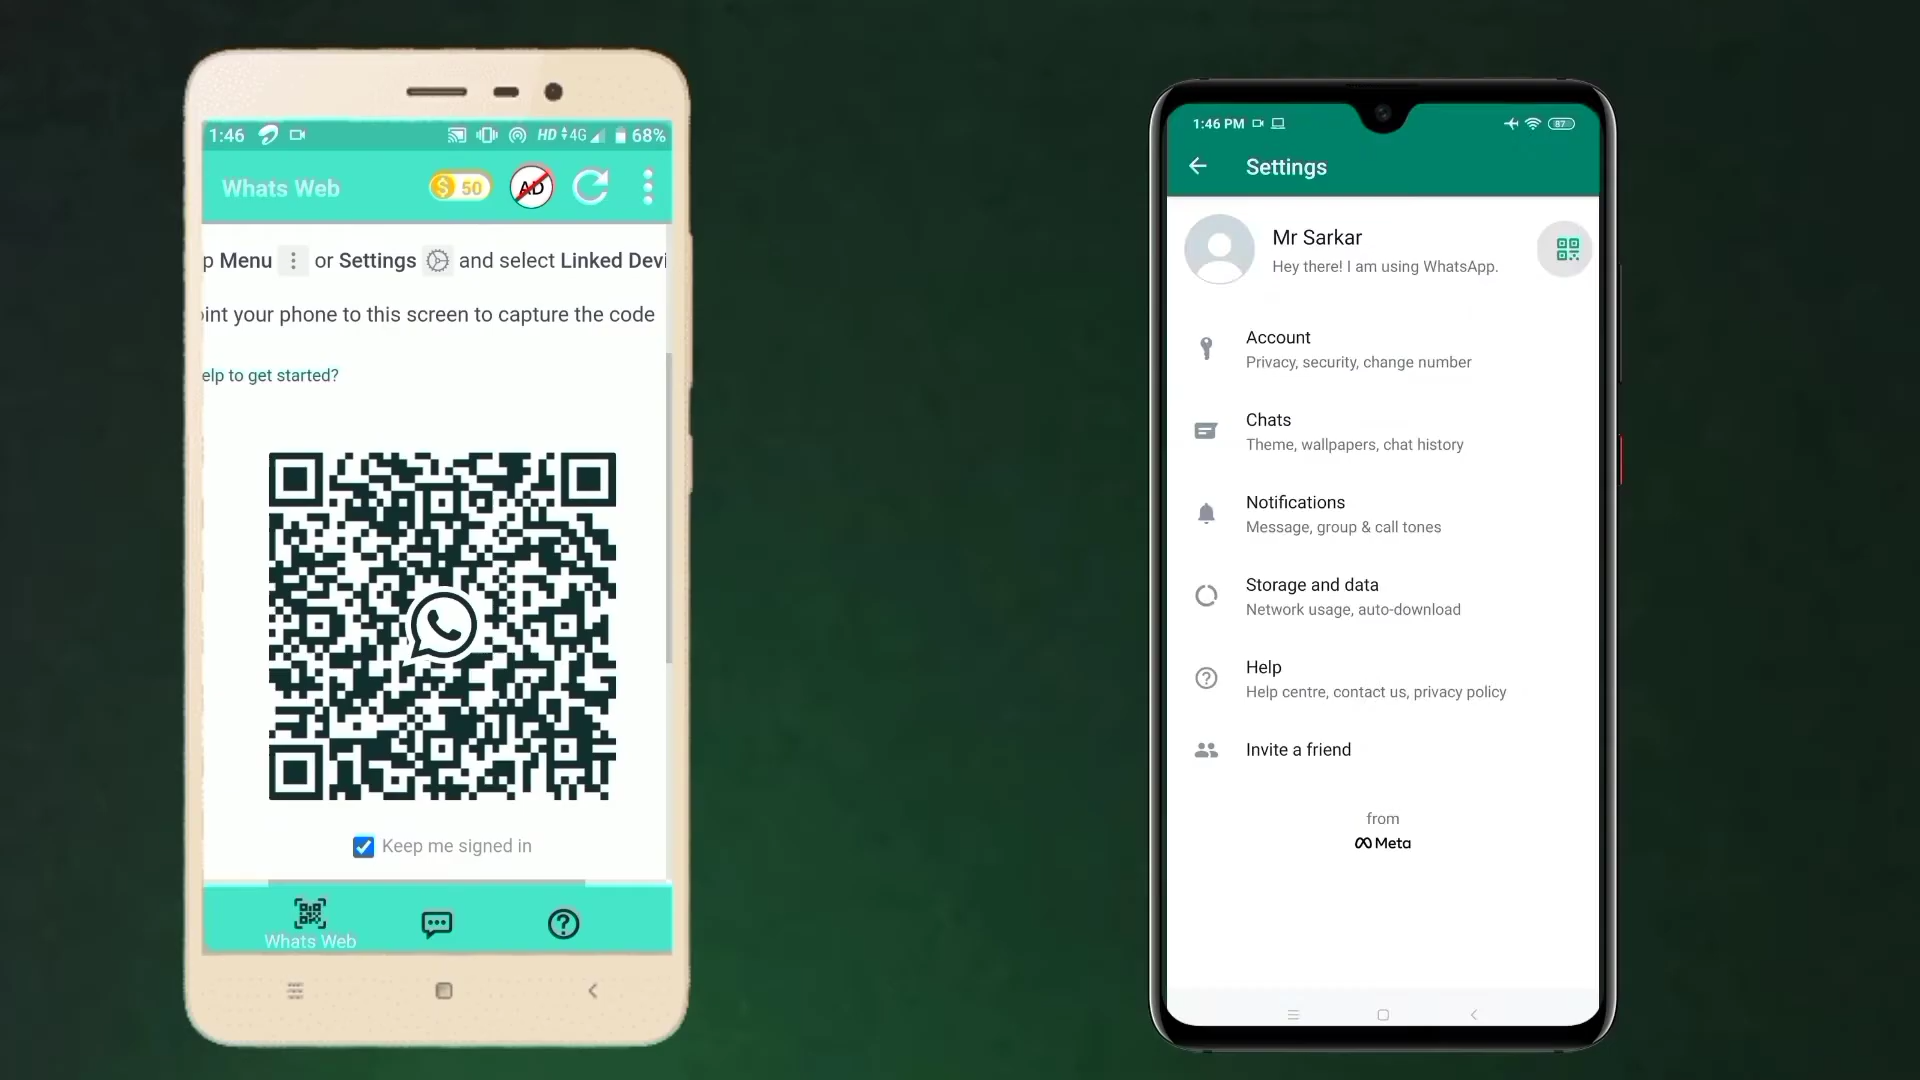 1:46
HD 4G 68%
Whats Web
$ 50
AD
p Menu or Settings and select Linked Devi
oint your phone to this screen to capture the code
elp to get started?
Keep me signed in
Whats Web
1:46 PM
87
Settings
Mr Sarkar
Hey there! I am using WhatsApp.
Account
Privacy, security, change number
Chats
Theme, wallpapers, chat history
Notifications
Message, group & call tones
Storage and data
Network usage, auto-download
Help
Help centre, contact us, privacy policy
Invite a friend
from
Meta